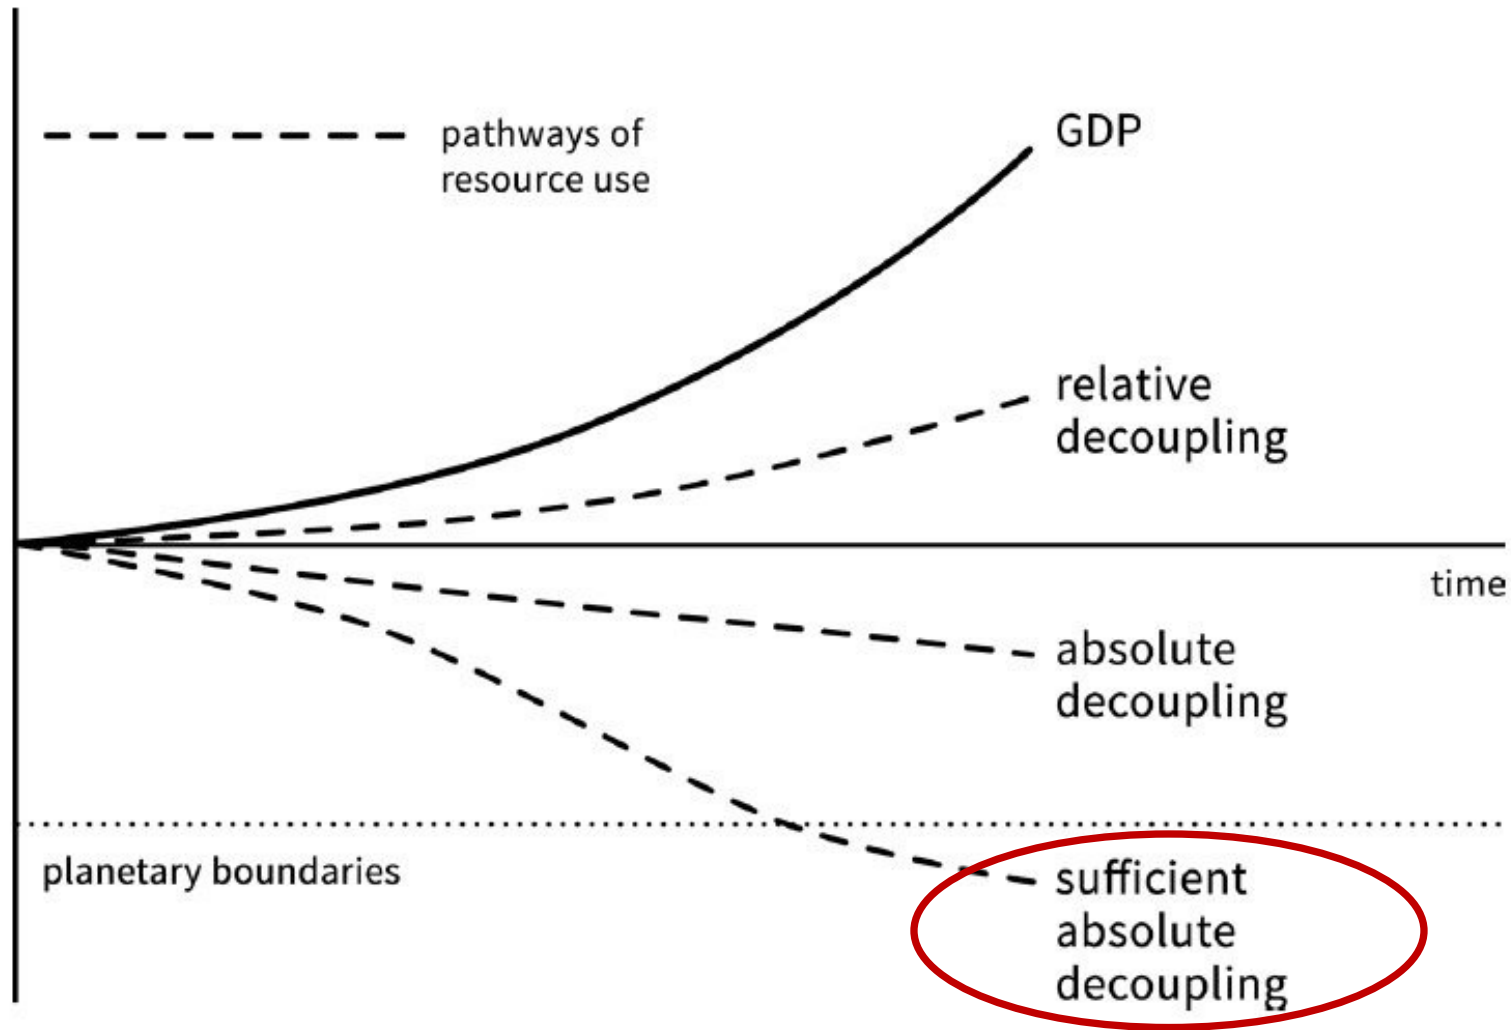 pathways of
resource use
GDP
relative
decoupling
time
absolute
decoupling
planetary boundaries
sufficient
absolute
decoupling